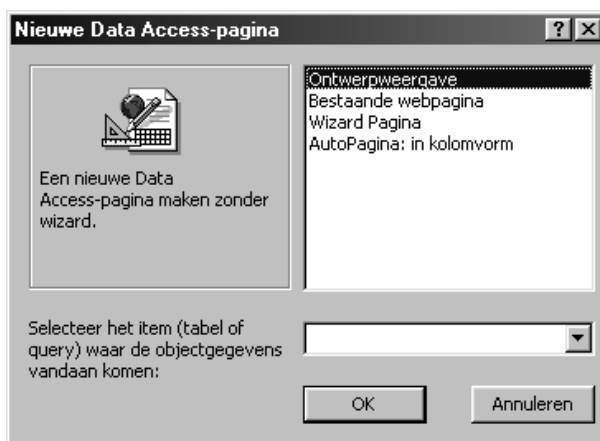 Nieuwe Data Access-pagina
Een nieuwe Data
Access-pagina maken zonder
wizard.
Ontwerpweergave
Bestaande webpagina
Wizard Pagina
AutoPagina: in kolomvorm
Selecteer het item (tabel of
query) waar de objectgegevens
vandaan komen:
OK
Annuleren